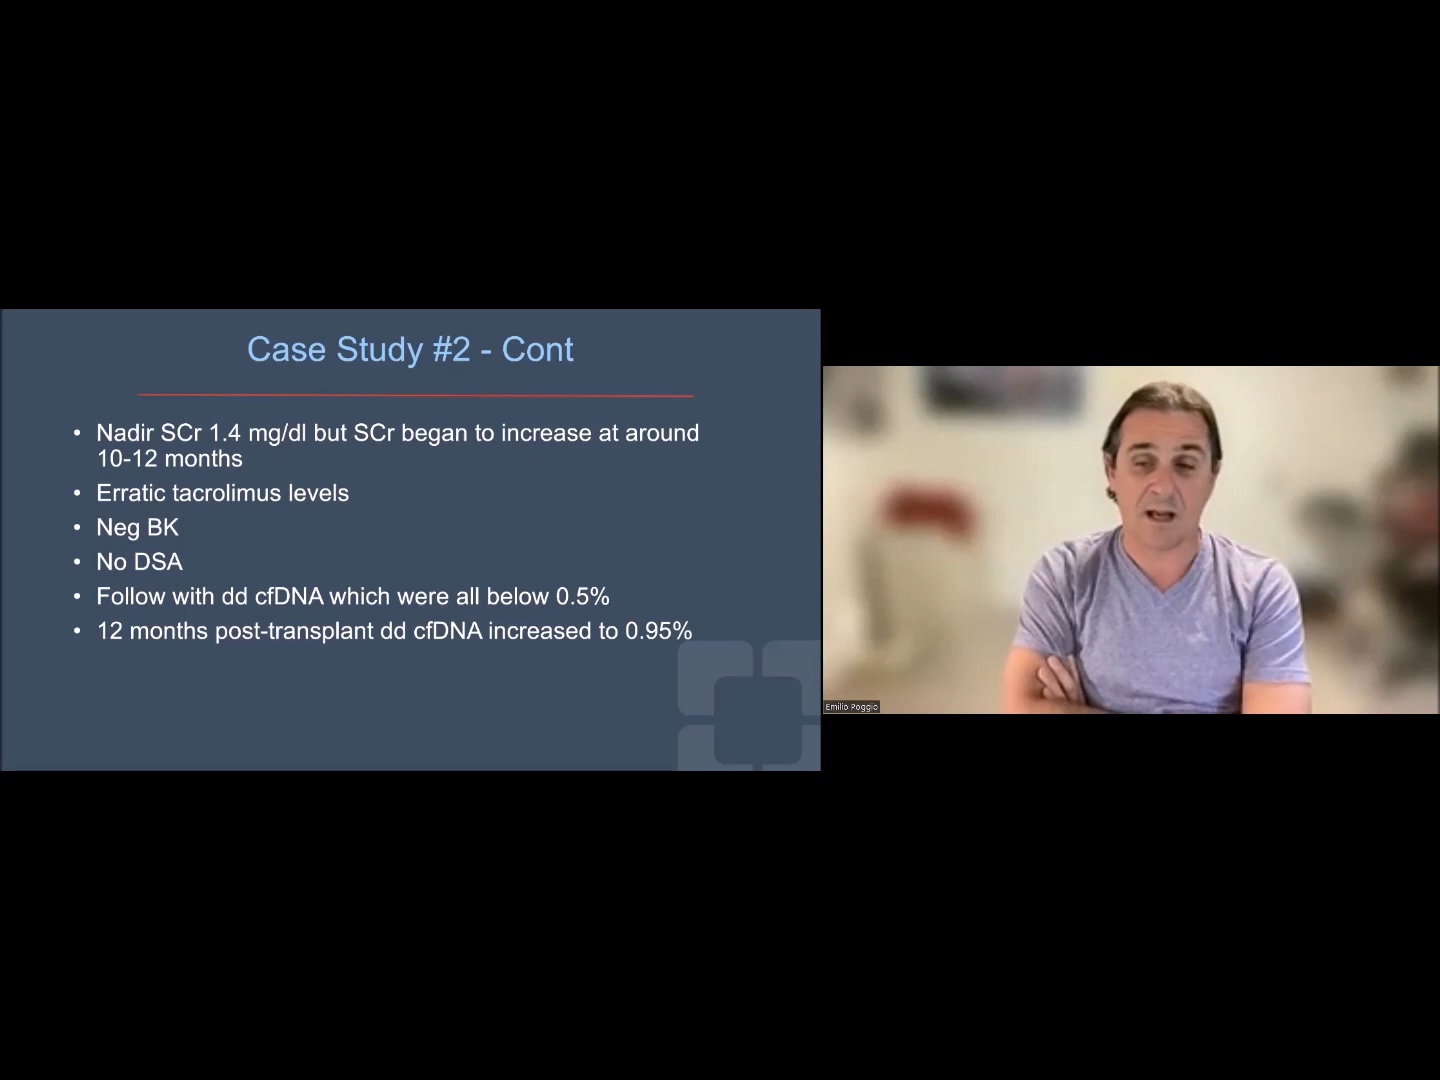 Case Study #2 - Cont
• Nadir SCr 1.4 mg/dl but SCr began to increase at around
10-12 months
• Erratic tacrolimus levels
• Neg BK
• No DSA
• Follow with dd cfDNA which were all below 0.5%
• 12 months post-transplant dd cfDNA increased to 0.95%
Emilio Poggio